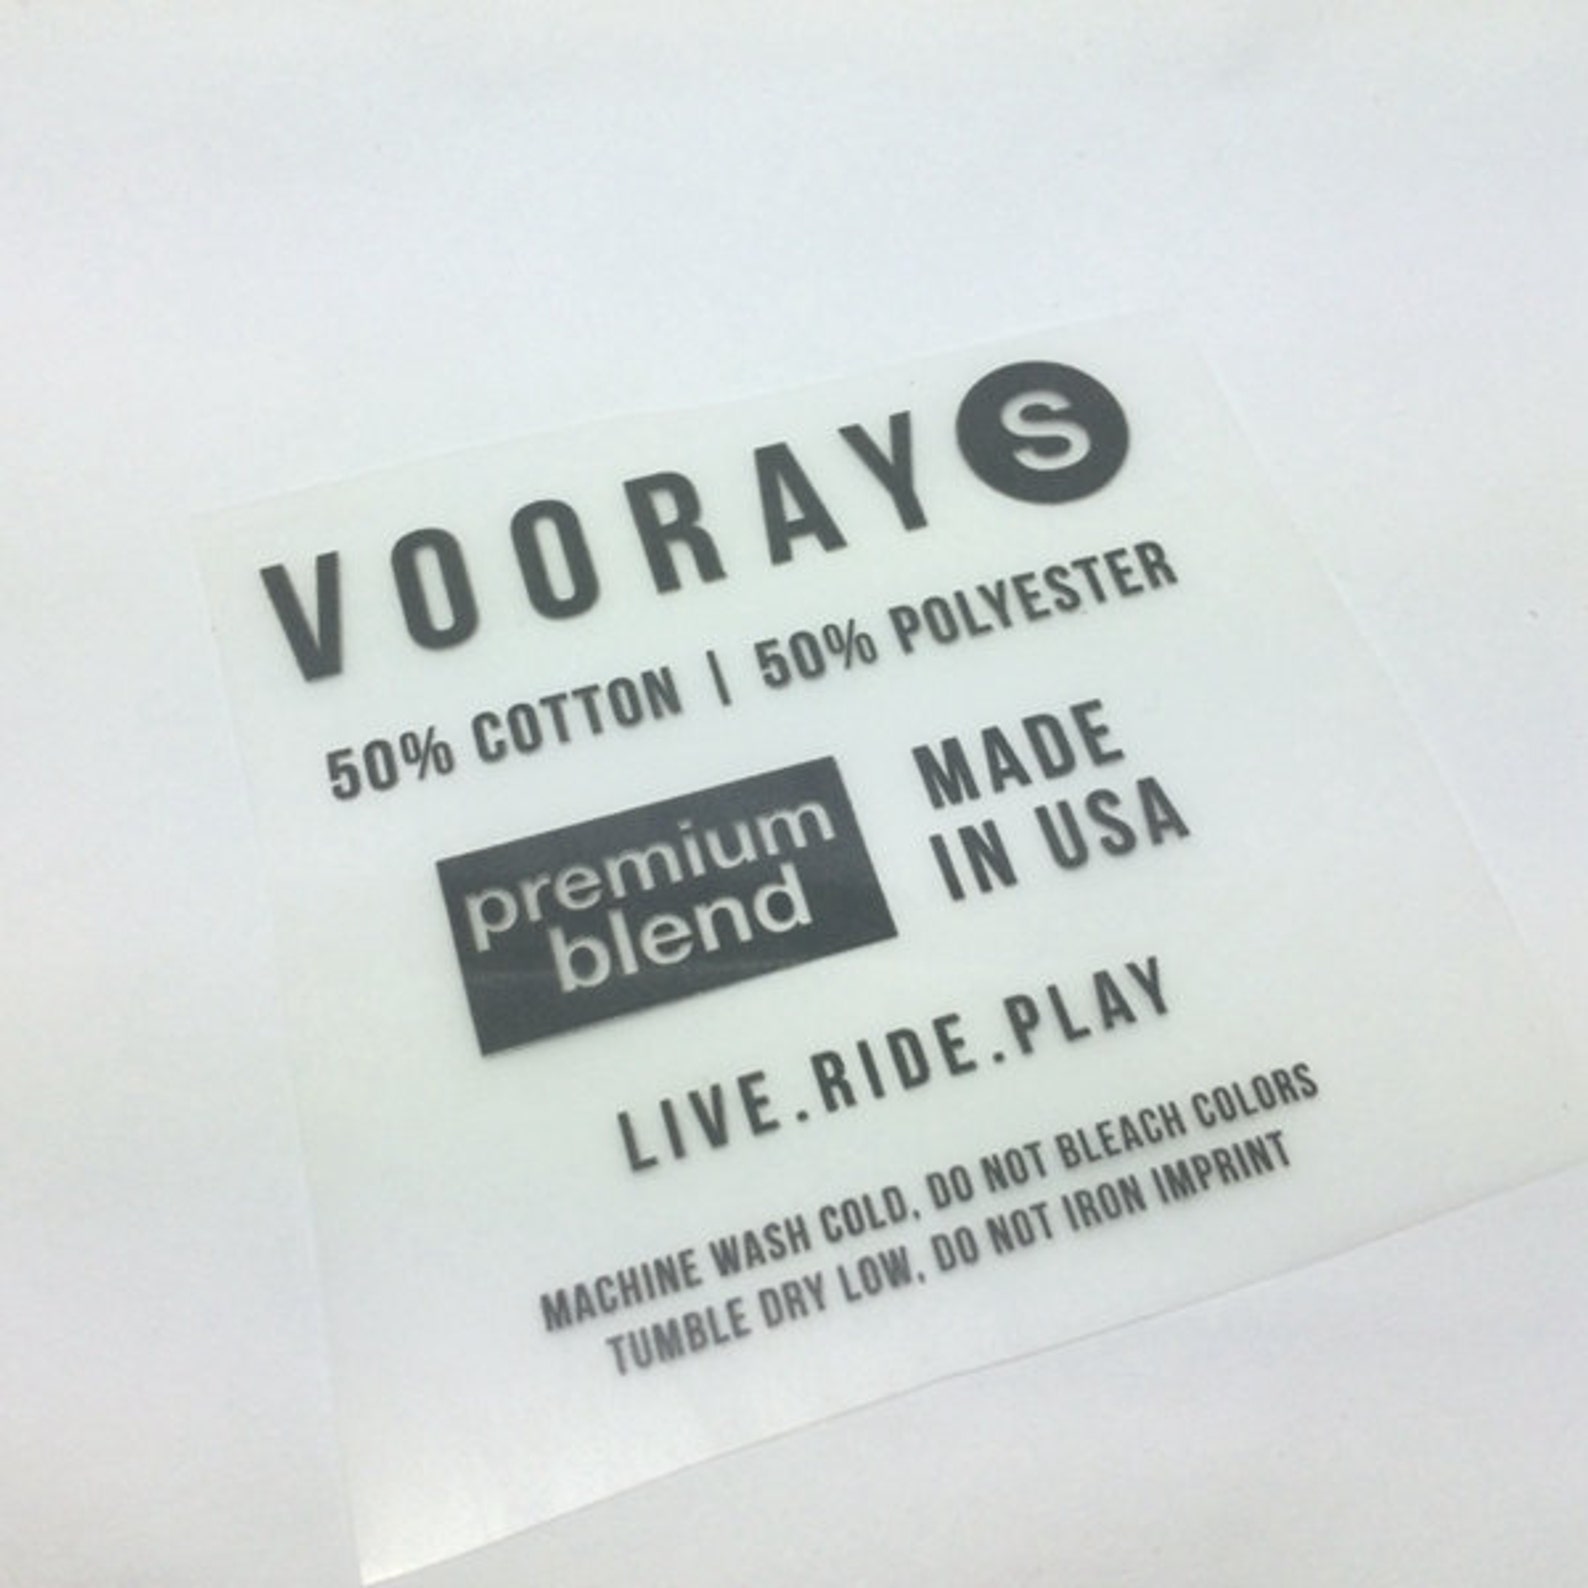 VOORAY S
50% COTTON | 50% POLYESTER
premium
blend
MADE
IN USA
LIVE.RIDE.PLAY
MACHINE WASH COLD, DO NOT BLEACH COLORS
TUMBLE DRY LOW, DO NOT IRON IMPRINT